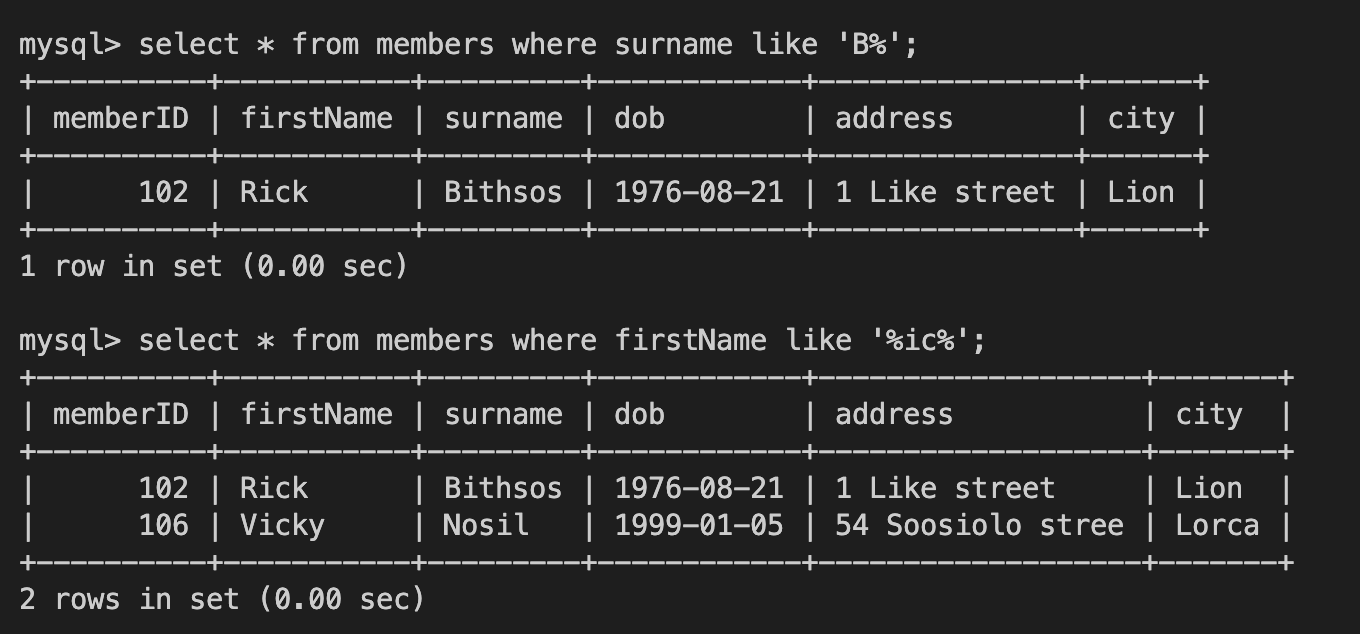 mysql> select * from members where surname like 'B%';
+----------+-----------+---------+------------+---------------+------+
| memberID | firstName | surname | dob        | address       | city |
+----------+-----------+---------+------------+---------------+------+
|      102 | Rick      | Bithsos | 1976-08-21 | 1 Like street | Lion |
+----------+-----------+---------+------------+---------------+------+
1 row in set (0.00 sec)

mysql> select * from members where firstName like '%ic%';
+----------+-----------+---------+------------+-------------------+-------+
| memberID | firstName | surname | dob        | address           | city  |
+----------+-----------+---------+------------+-------------------+-------+
|      102 | Rick      | Bithsos | 1976-08-21 | 1 Like street     | Lion  |
|      106 | Vicky     | Nosil   | 1999-01-05 | 54 Soosiolo stree | Lorca |
+----------+-----------+---------+------------+-------------------+-------+
2 rows in set (0.00 sec)